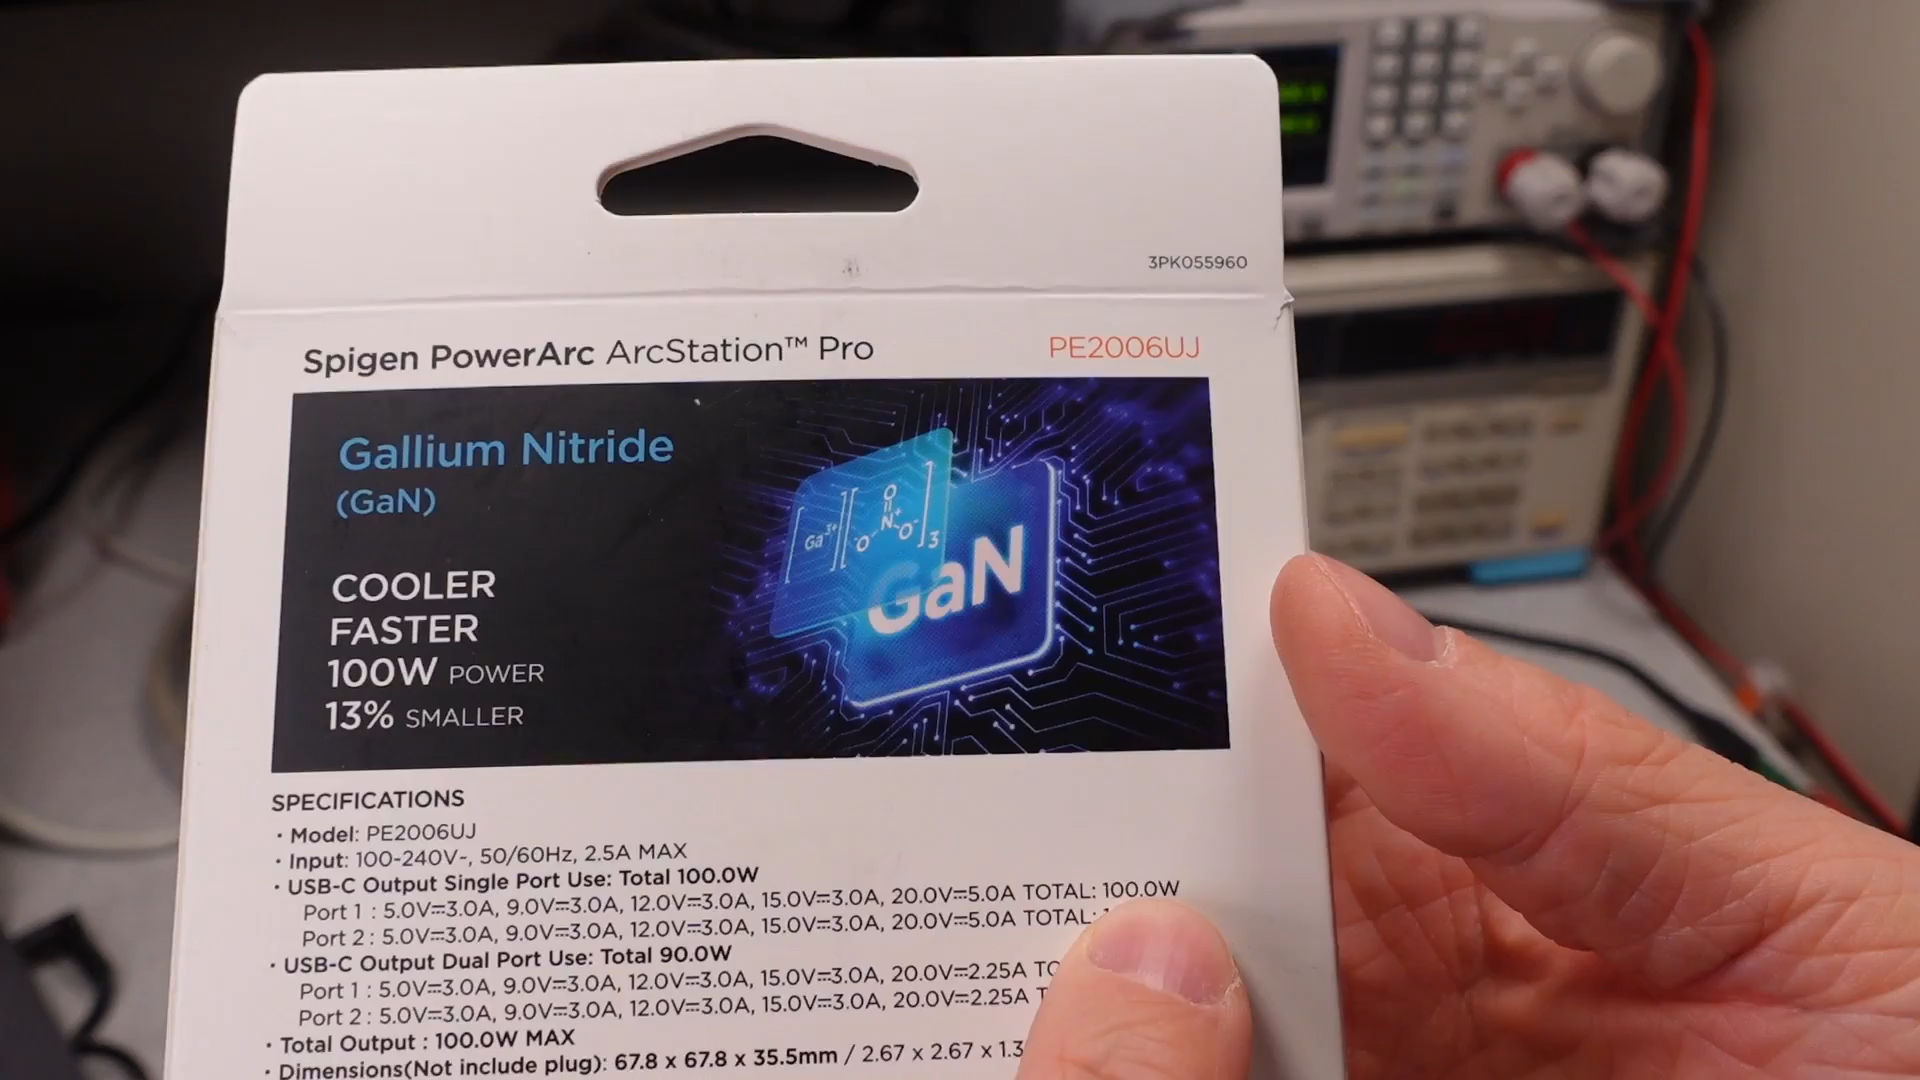 3PK055960
Spigen PowerArc ArcStation™ Pro
PE2006UJ
Gallium Nitride
(GaN)
COOLER
FASTER
100W POWER
13% SMALLER
[Ga³⁺][O=N⁺-O⁻ O⁻]₃
GaN
SPECIFICATIONS
• Model: PE2006UJ
• Input: 100-240V~, 50/60Hz, 2.5A MAX
• USB-C Output Single Port Use: Total 100.0W
Port 1 : 5.0V⎓3.0A, 9.0V⎓3.0A, 12.0V⎓3.0A, 15.0V⎓3.0A, 20.0V⎓5.0A TOTAL: 100.0W
Port 2 : 5.0V⎓3.0A, 9.0V⎓3.0A, 12.0V⎓3.0A, 15.0V⎓3.0A, 20.0V⎓5.0A TOTAL:
• USB-C Output Dual Port Use: Total 90.0W
Port 1 : 5.0V⎓3.0A, 9.0V⎓3.0A, 12.0V⎓3.0A, 15.0V⎓3.0A, 20.0V⎓2.25A
Port 2 : 5.0V⎓3.0A, 9.0V⎓3.0A, 12.0V⎓3.0A, 15.0V⎓3.0A, 20.0V⎓2.25A
• Total Output : 100.0W MAX
• Dimensions(Not include plug): 67.8 x 67.8 x 35.5mm / 2.67 x 2.67 x